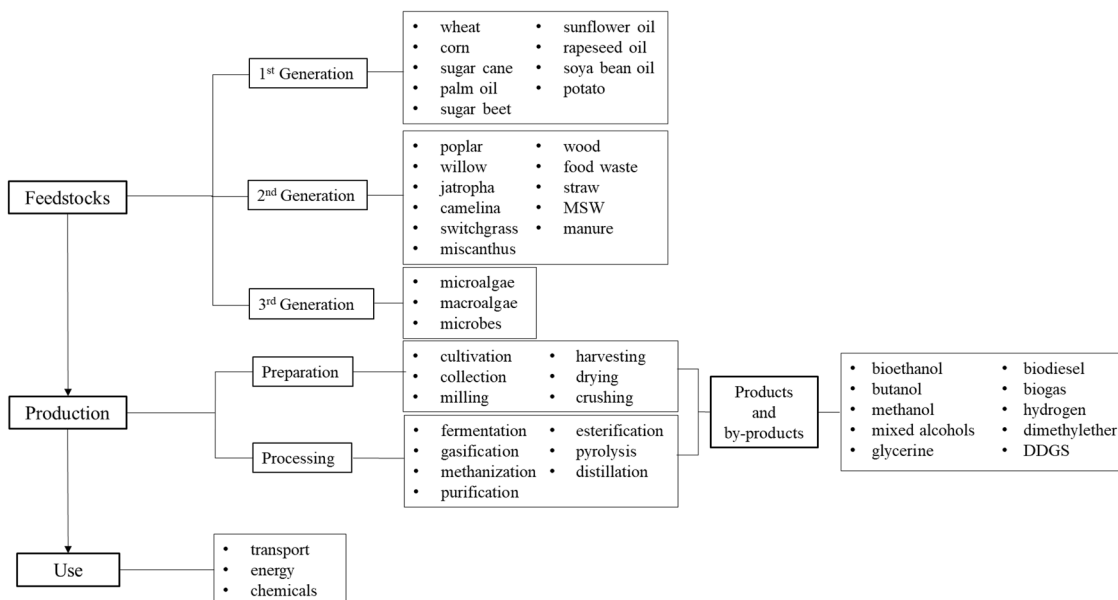 Feedstocks
1st Generation
• wheat
• corn
• sugar cane
• palm oil
• sugar beet
• sunflower oil
• rapeseed oil
• soya bean oil
• potato
2nd Generation
• poplar
• willow
• jatropha
• camelina
• switchgrass
• miscanthus
• wood
• food waste
• straw
• MSW
• manure
3rd Generation
• microalgae
• macroalgae
• microbes
Production
Preparation
• cultivation
• collection
• milling
• harvesting
• drying
• crushing
Processing
• fermentation
• gasification
• methanization
• purification
• esterification
• pyrolysis
• distillation
Products
and
by-products
• bioethanol
• butanol
• methanol
• mixed alcohols
• glycerine
• biodiesel
• biogas
• hydrogen
• dimethylether
• DDGS
Use
• transport
• energy
• chemicals